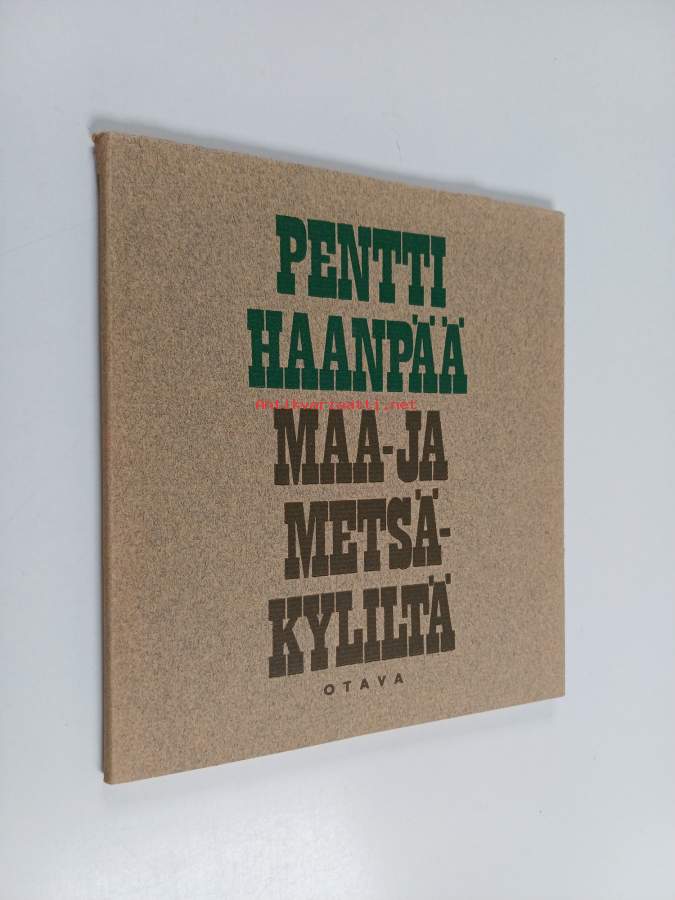 PENTTI
HAANPÄÄ
Antikvariaatti.net
MAA-JA
METSÄ-
KYLILTÄ
OTAVA